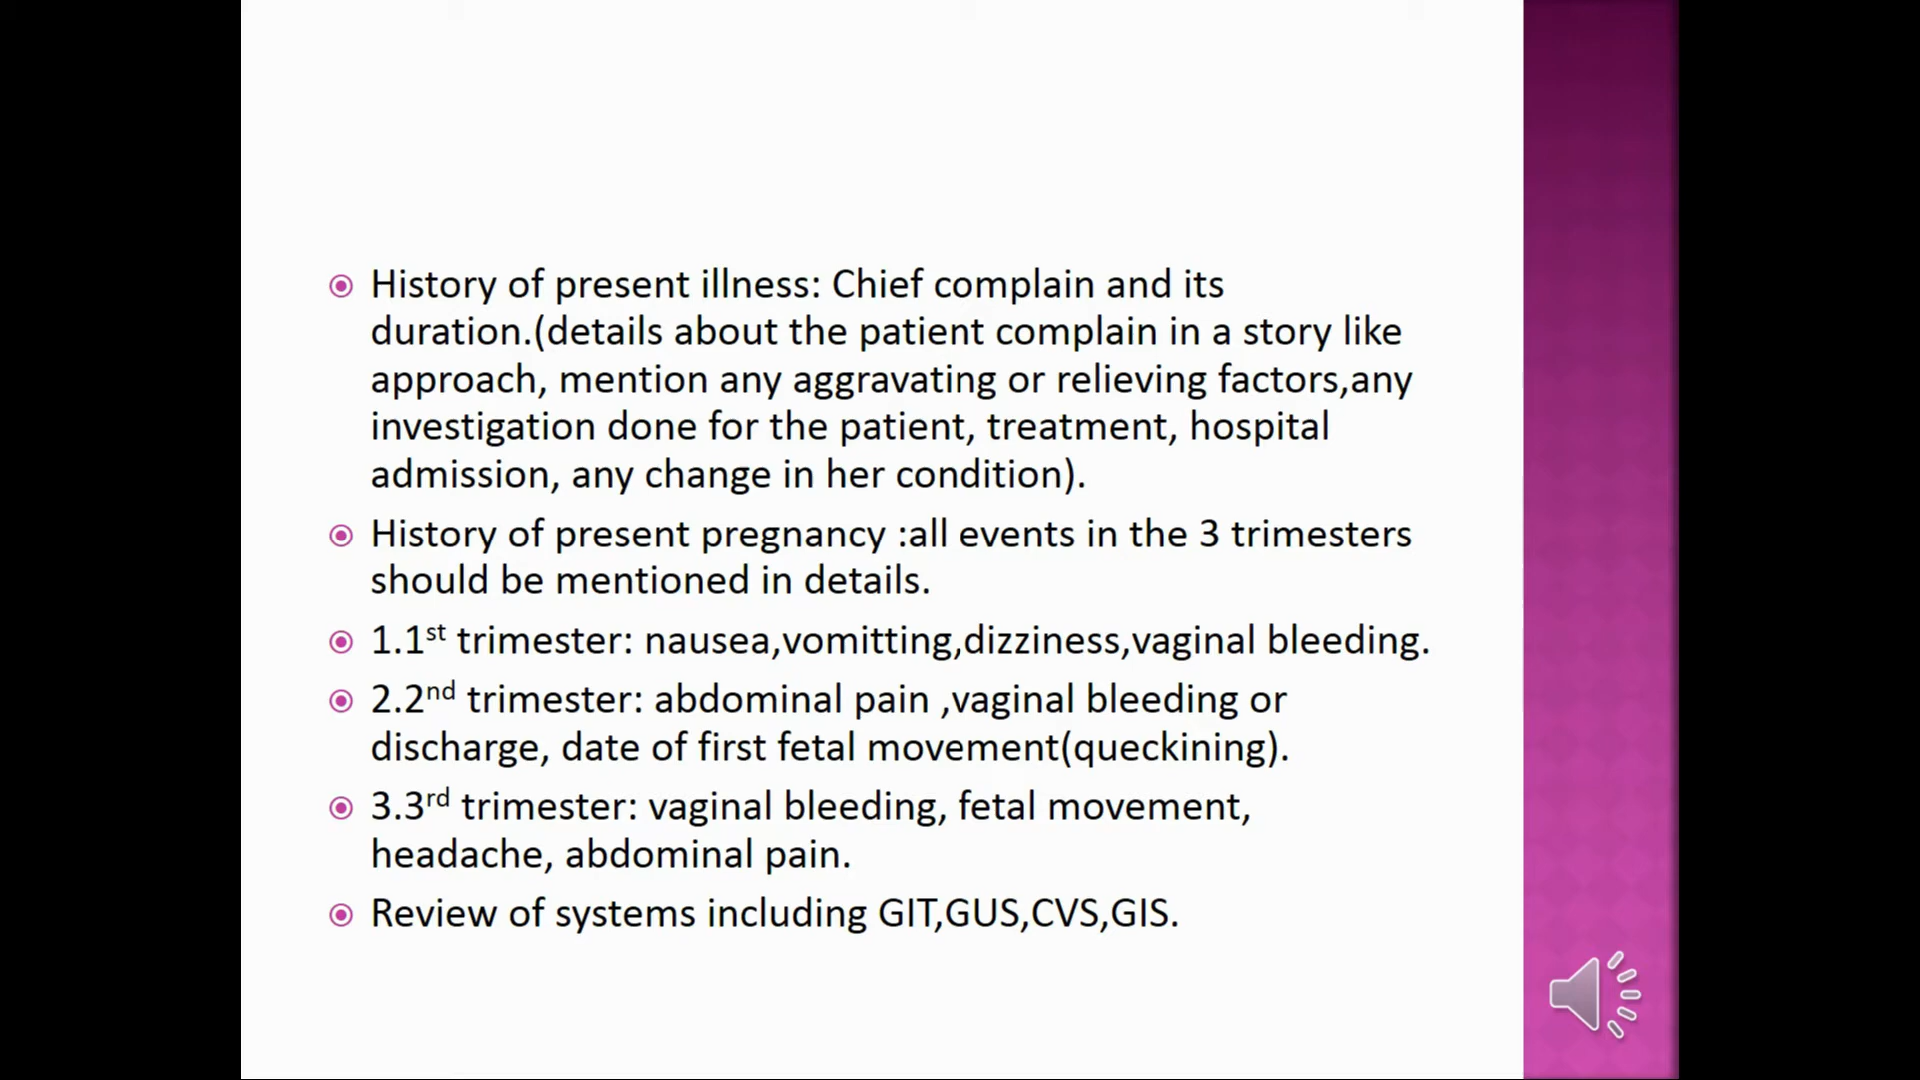 History of present illness: Chief complain and its
duration.(details about the patient complain in a story like
approach, mention any aggravating or relieving factors,any
investigation done for the patient, treatment, hospital
admission, any change in her condition).
History of present pregnancy :all events in the 3 trimesters
should be mentioned in details.
1.1st trimester: nausea,vomitting,dizziness,vaginal bleeding.
2.2nd trimester: abdominal pain ,vaginal bleeding or
discharge, date of first fetal movement(queckining).
3.3rd trimester: vaginal bleeding, fetal movement,
headache, abdominal pain.
Review of systems including GIT,GUS,CVS,GIS.